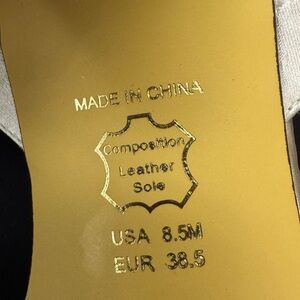 MADE IN CHINA
Composition
Leather
Sole
USA 8.5M
EUR 38.5